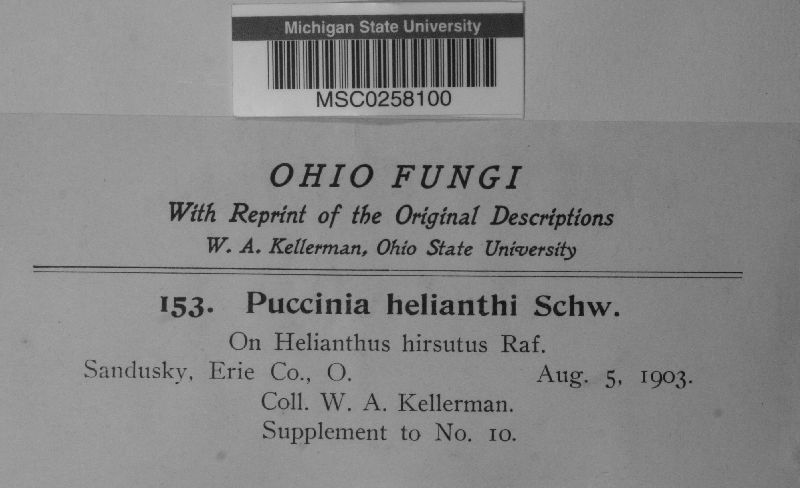 Michigan State University
MSC0258100
OHIO FUNGI
With Reprint of the Original Descriptions
W. A. Kellerman, Ohio State University
153. Puccinia helianthi Schw.
On Helianthus hirsutus Raf.
Sandusky, Erie Co., O. Aug. 5, 1903.
Coll. W. A. Kellerman.
Supplement to No. 10.